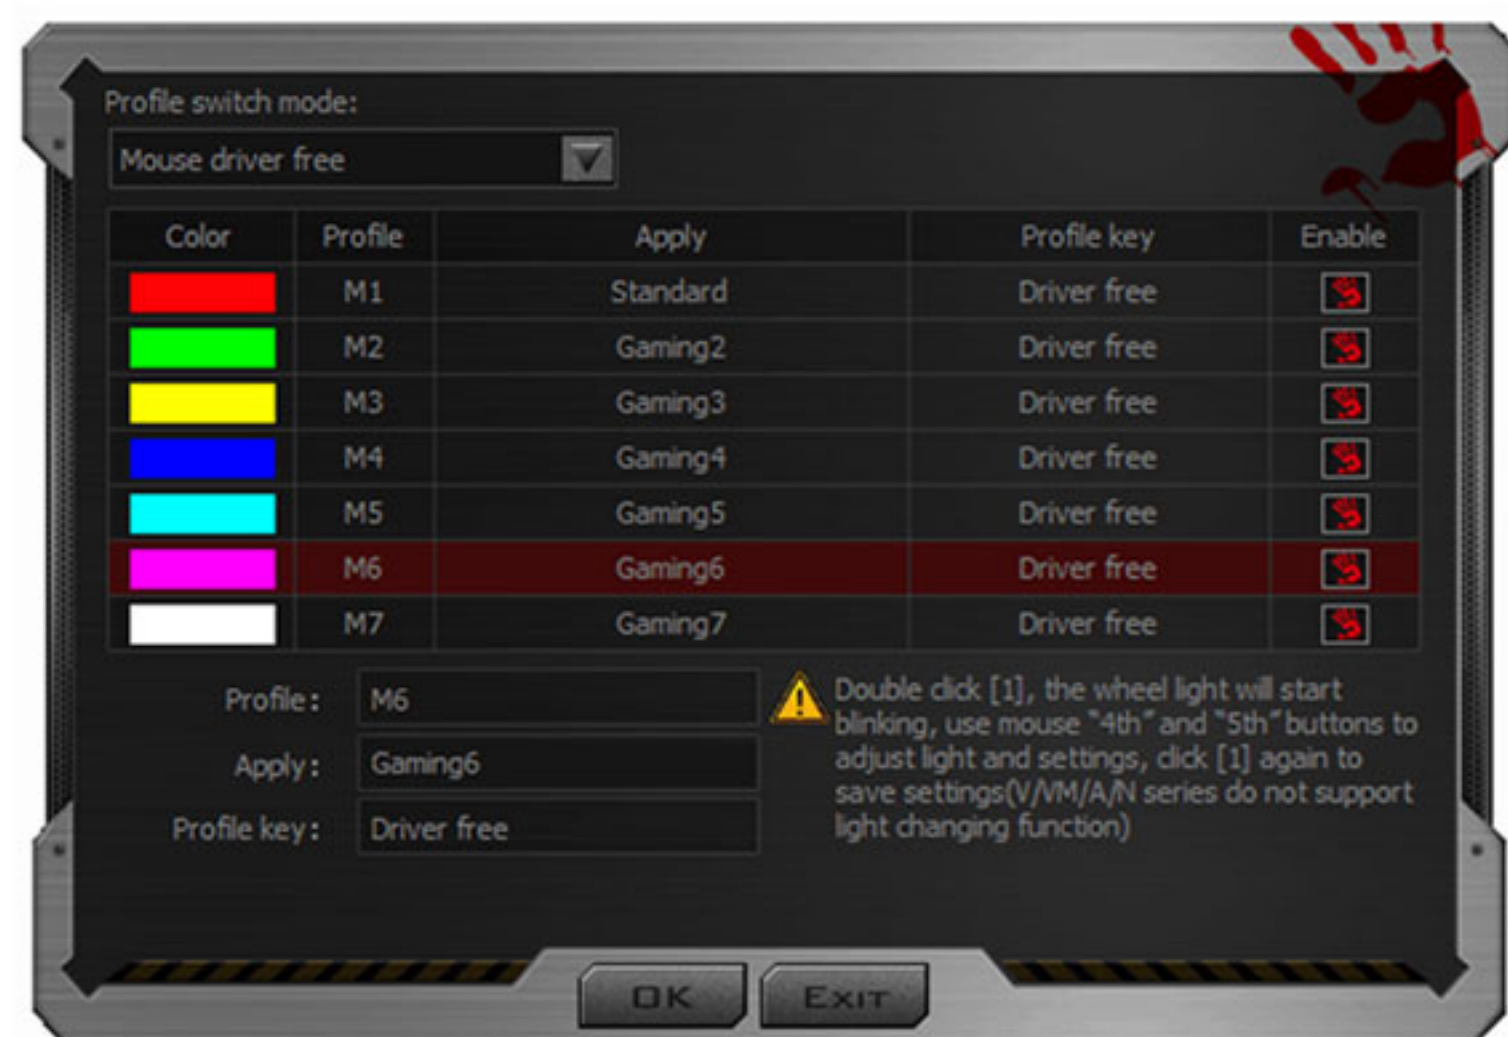 Profile switch mode:
Mouse driver free
Color Profile Apply Profile key Enable
M1 Standard Driver free
M2 Gaming2 Driver free
M3 Gaming3 Driver free
M4 Gaming4 Driver free
M5 Gaming5 Driver free
M6 Gaming6 Driver free
M7 Gaming7 Driver free
Profile: M6
Apply: Gaming6
Profile key: Driver free
Double click [1], the wheel light will start
blinking, use mouse "4th" and "5th" buttons to
adjust light and settings, click [1] again to
save settings(V/VM/A/N series do not support
light changing function)
OK EXIT